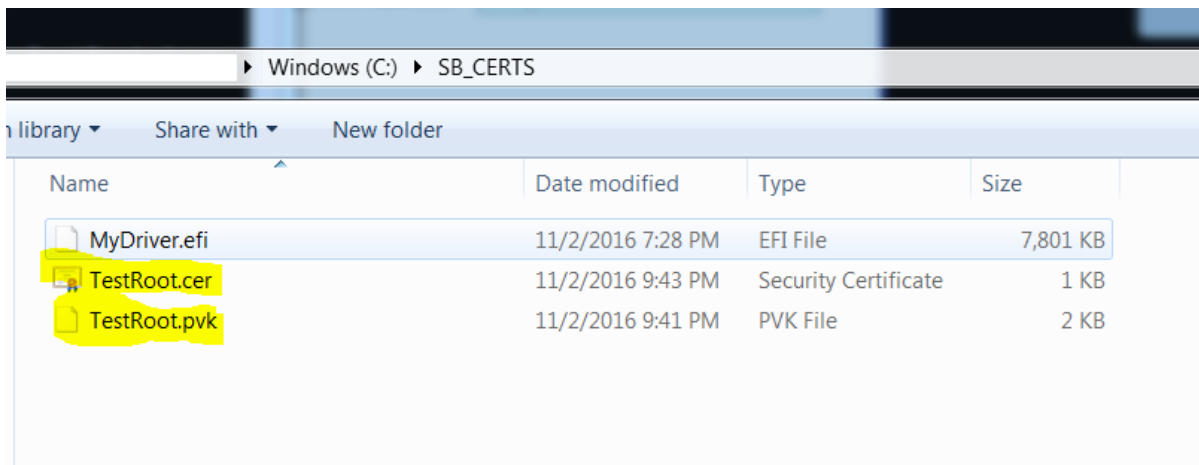 Windows (C:) SB_CERTS
library Share with New folder
Name Date modified Type Size
MyDriver.efi 11/2/2016 7:28 PM EFI File 7,801 KB
TestRoot.cer 11/2/2016 9:43 PM Security Certificate 1 KB
TestRoot.pvk 11/2/2016 9:41 PM PVK File 2 KB